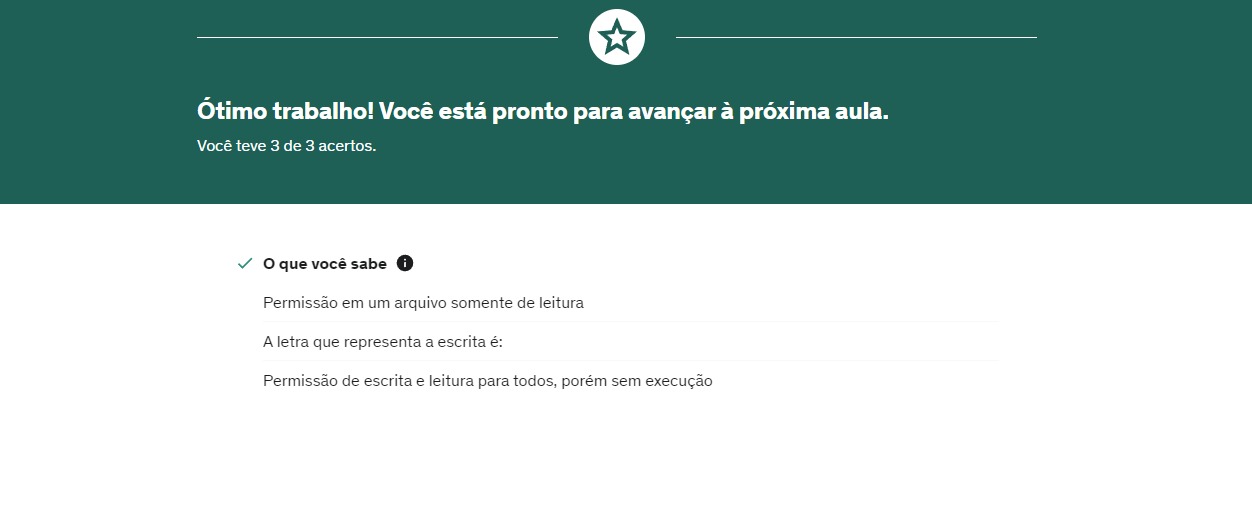 Ótimo trabalho! Você está pronto para avançar à próxima aula.
Você teve 3 de 3 acertos.
O que você sabe
Permissão em um arquivo somente de leitura
A letra que representa a escrita é:
Permissão de escrita e leitura para todos, porém sem execução